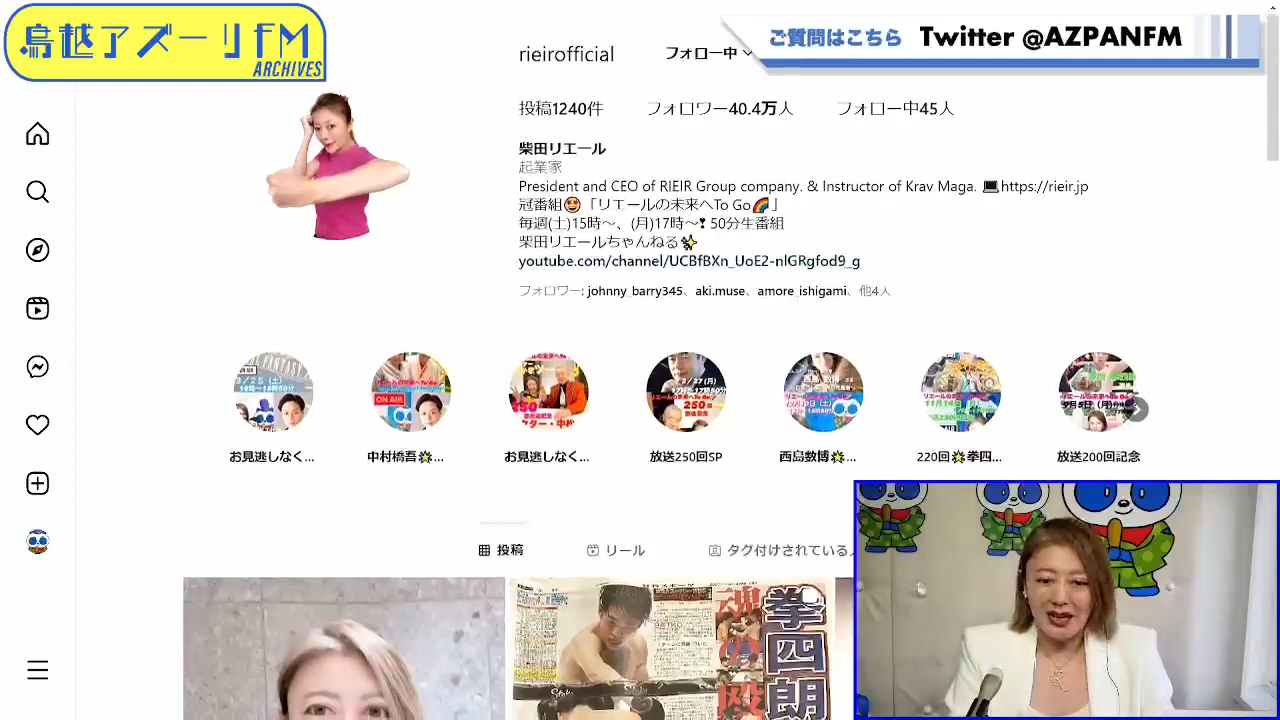 鳥越アズーリFM
ARCHIVES
ご質問はこちら Twitter @AZPANFM
rieirofficial フォロー中
投稿1240件 フォロワー40.4万人 フォロー中45人
柴田リエール
起業家
President and CEO of RIEIR Group company. & Instructor of Krav Maga. 💻https://rieir.jp
冠番組🤩「リエールの未来へTo Go🌈」
毎週(土)15時〜、(月)17時〜❣ 50分生番組
柴田リエールちゃんねる✨
youtube.com/channel/UCBfBXn_UoE2-nlGRgfod9_g
フォロワー: johnny_barry345、aki.muse、amore_ishigami、他4人
お見逃しなく... 中村橋吾🌟... お見逃しなく... 放送250回SP 西島数博🌟... 220回🌟拳四... 放送200回記念
投稿 リール タグ付けされている人
拳四朗